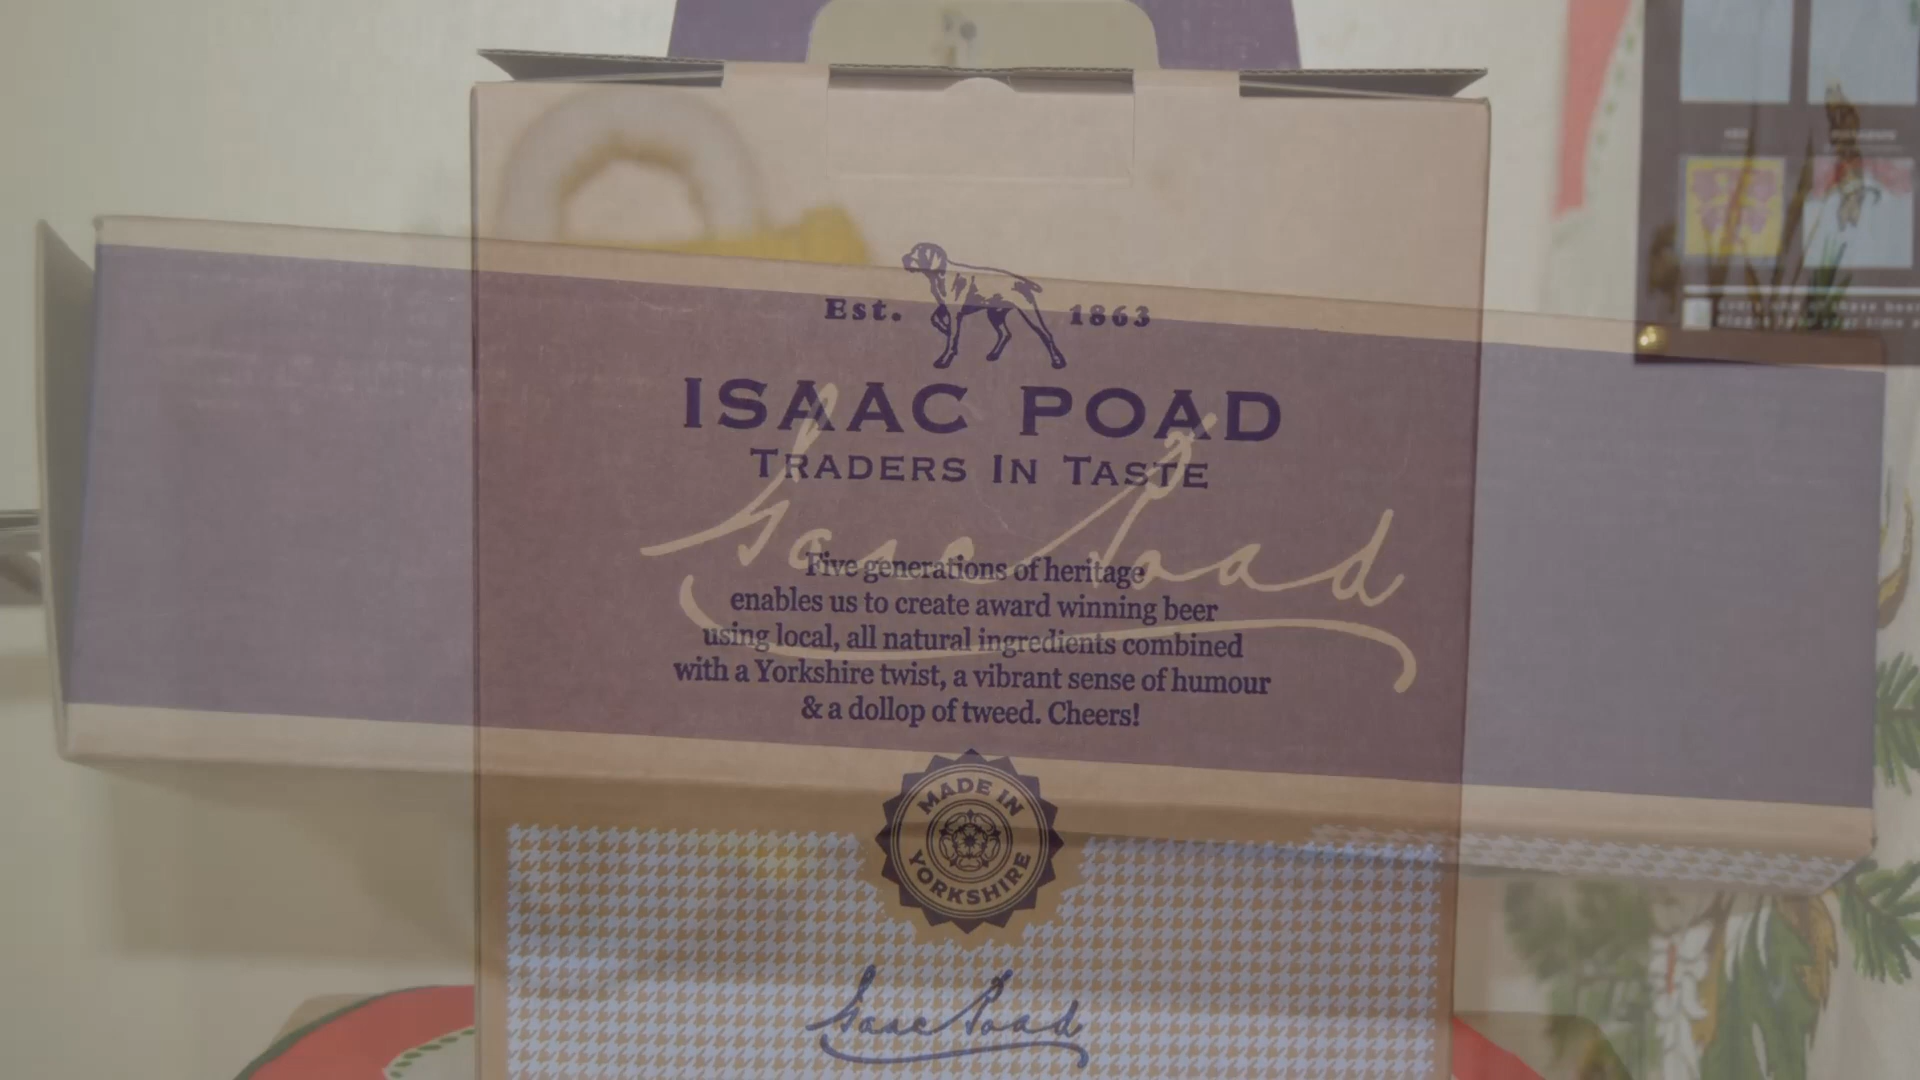 Est. 1863
ISAAC POAD
TRADERS IN TASTE
Isaac Poad
Five generations of heritage
enables us to create award winning beer
using local, all natural ingredients combined
with a Yorkshire twist, a vibrant sense of humour
& a dollop of tweed. Cheers!
MADE IN
YORKSHIRE
Isaac Poad